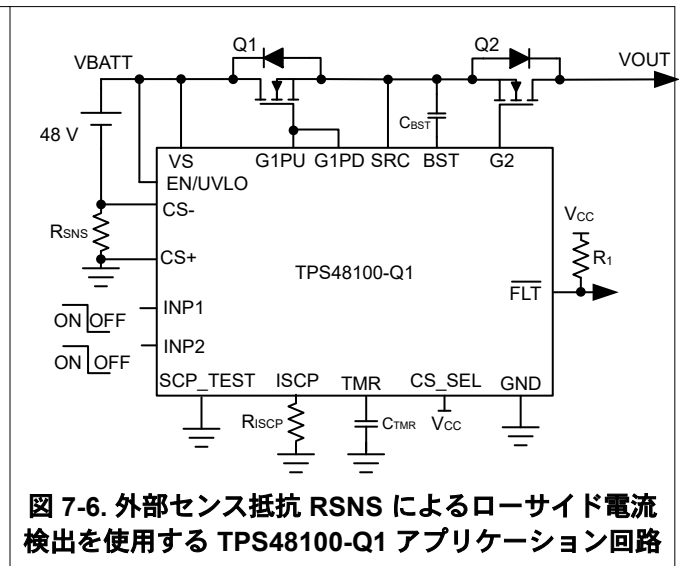 Q1
Q2
VBATT
VOUT
48 V
CBST
VS
G1PU
G1PD
SRC
BST
G2
EN/UVLO
CS-
RSNS
CS+
TPS48100-Q1
VCC
R1
FLT
INP1
ON OFF
INP2
ON OFF
SCP_TEST
ISCP
TMR
CS_SEL
GND
RISCP
CTMR
VCC
図 7-6. 外部センス抵抗 RSNS によるローサイド電流
検出を使用する TPS48100-Q1 アプリケーション回路